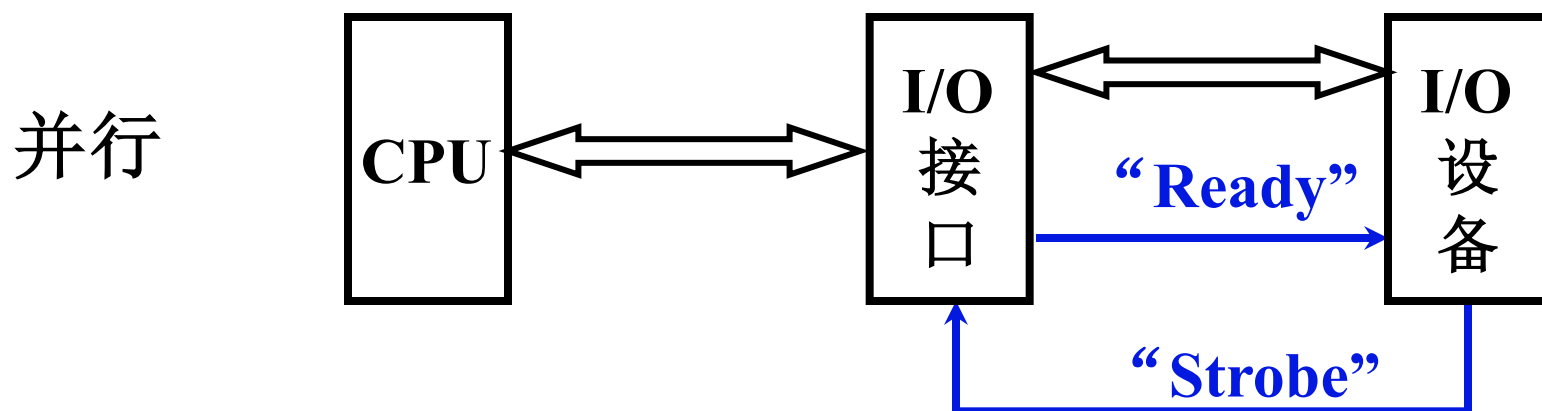 并行
CPU
I/O
接
口
I/O
设
备
“Ready”
“Strobe”